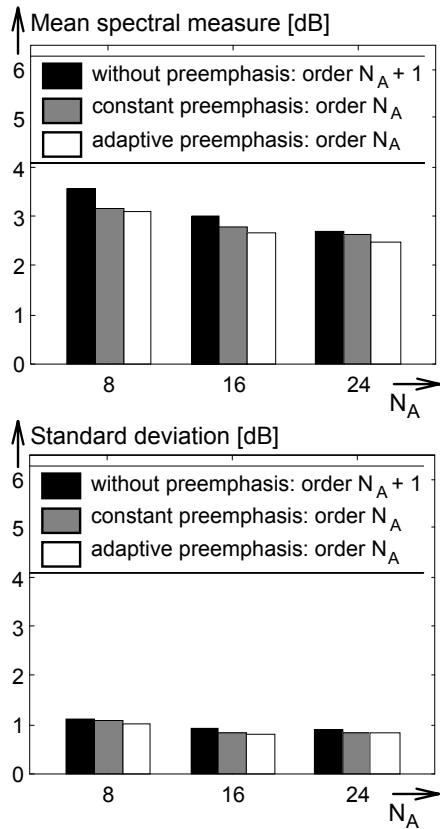 Mean spectral measure [dB]
6
without preemphasis: order N_A + 1
5
constant preemphasis: order N_A
adaptive preemphasis: order N_A
4
3
2
1
0
8 16 24
N_A
Standard deviation [dB]
6
without preemphasis: order N_A + 1
5
constant preemphasis: order N_A
adaptive preemphasis: order N_A
4
3
2
1
0
8 16 24
N_A